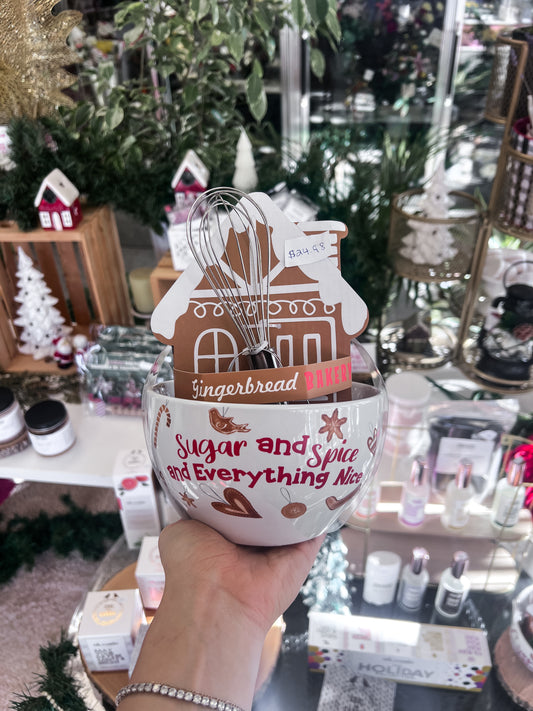 $24.98
Gingerbread BAKERY
Sugar and Spice
and Everything Nice
HOLIDAY